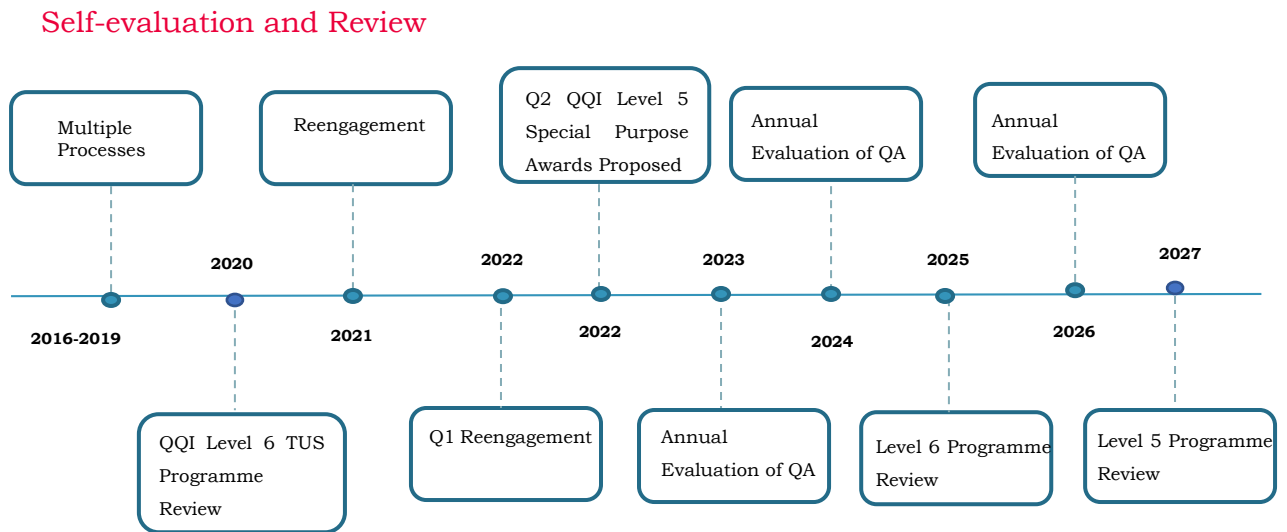 Self-evaluation and Review
Multiple
Processes
Reengagement
Q2 QQI Level 5
Special Purpose
Awards Proposed
Annual
Evaluation of QA
Annual
Evaluation of QA
2020
2022
2023
2025
2027
2016-2019
2021
2022
2024
2026
QQI Level 6 TUS
Programme
Review
Q1 Reengagement
Annual
Evaluation of QA
Level 6 Programme
Review
Level 5 Programme
Review